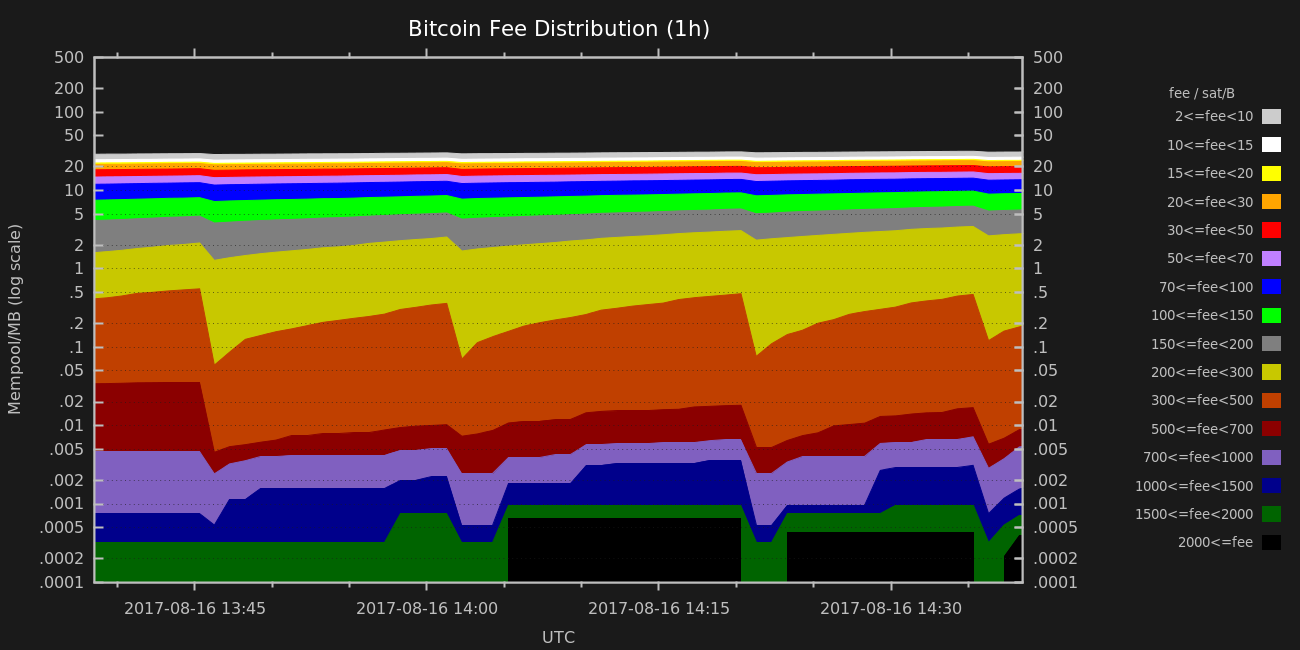 Bitcoin Fee Distribution (1h)
500
200
100
50
20
10
5
2
1
.5
.2
.1
.05
.02
.01
.005
.002
.001
.0005
.0002
.0001
Mempool/MB (log scale)
500
200
100
50
20
10
5
2
1
.5
.2
.1
.05
.02
.01
.005
.002
.001
.0005
.0002
.0001
2017-08-16 13:45 2017-08-16 14:00 2017-08-16 14:15 2017-08-16 14:30
UTC
fee / sat/B
2<=fee<10
10<=fee<15
15<=fee<20
20<=fee<30
30<=fee<50
50<=fee<70
70<=fee<100
100<=fee<150
150<=fee<200
200<=fee<300
300<=fee<500
500<=fee<700
700<=fee<1000
1000<=fee<1500
1500<=fee<2000
2000<=fee